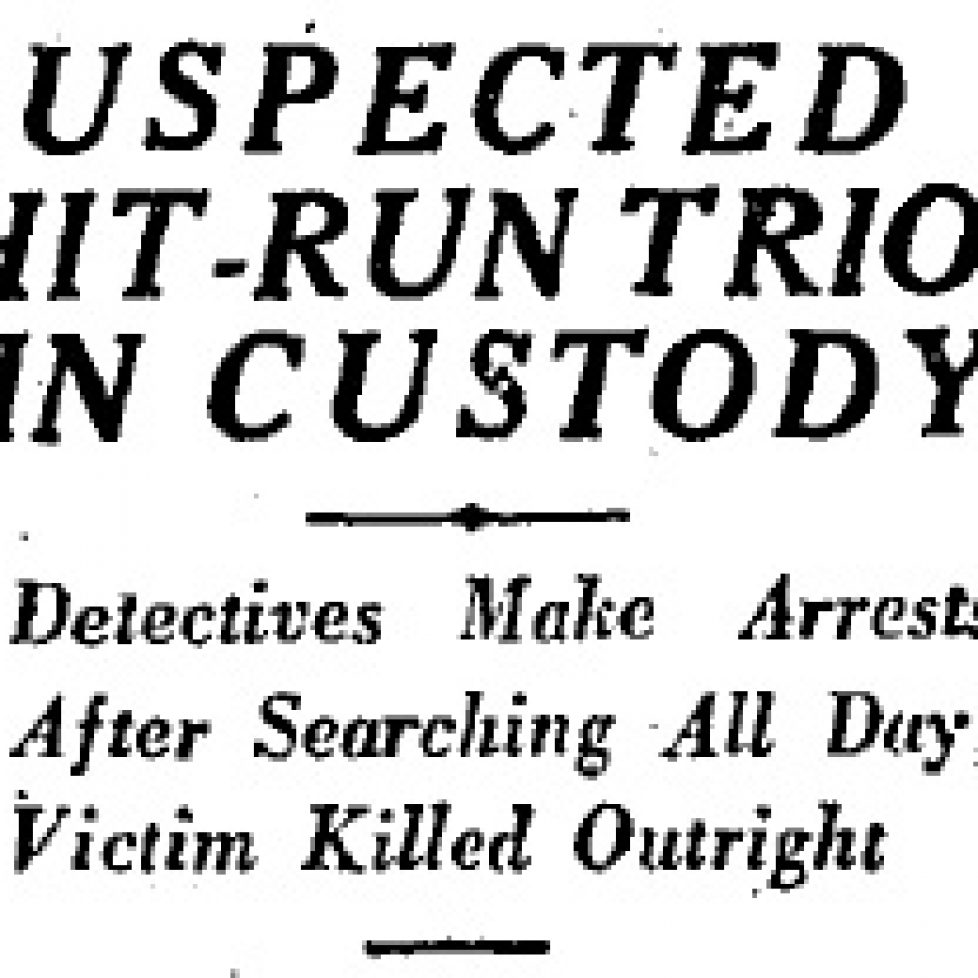 USPECTED
HIT-RUN TRIO
IN CUSTODY
Detectives Make Arrests
After Searching All Day;
Victim Killed Outright